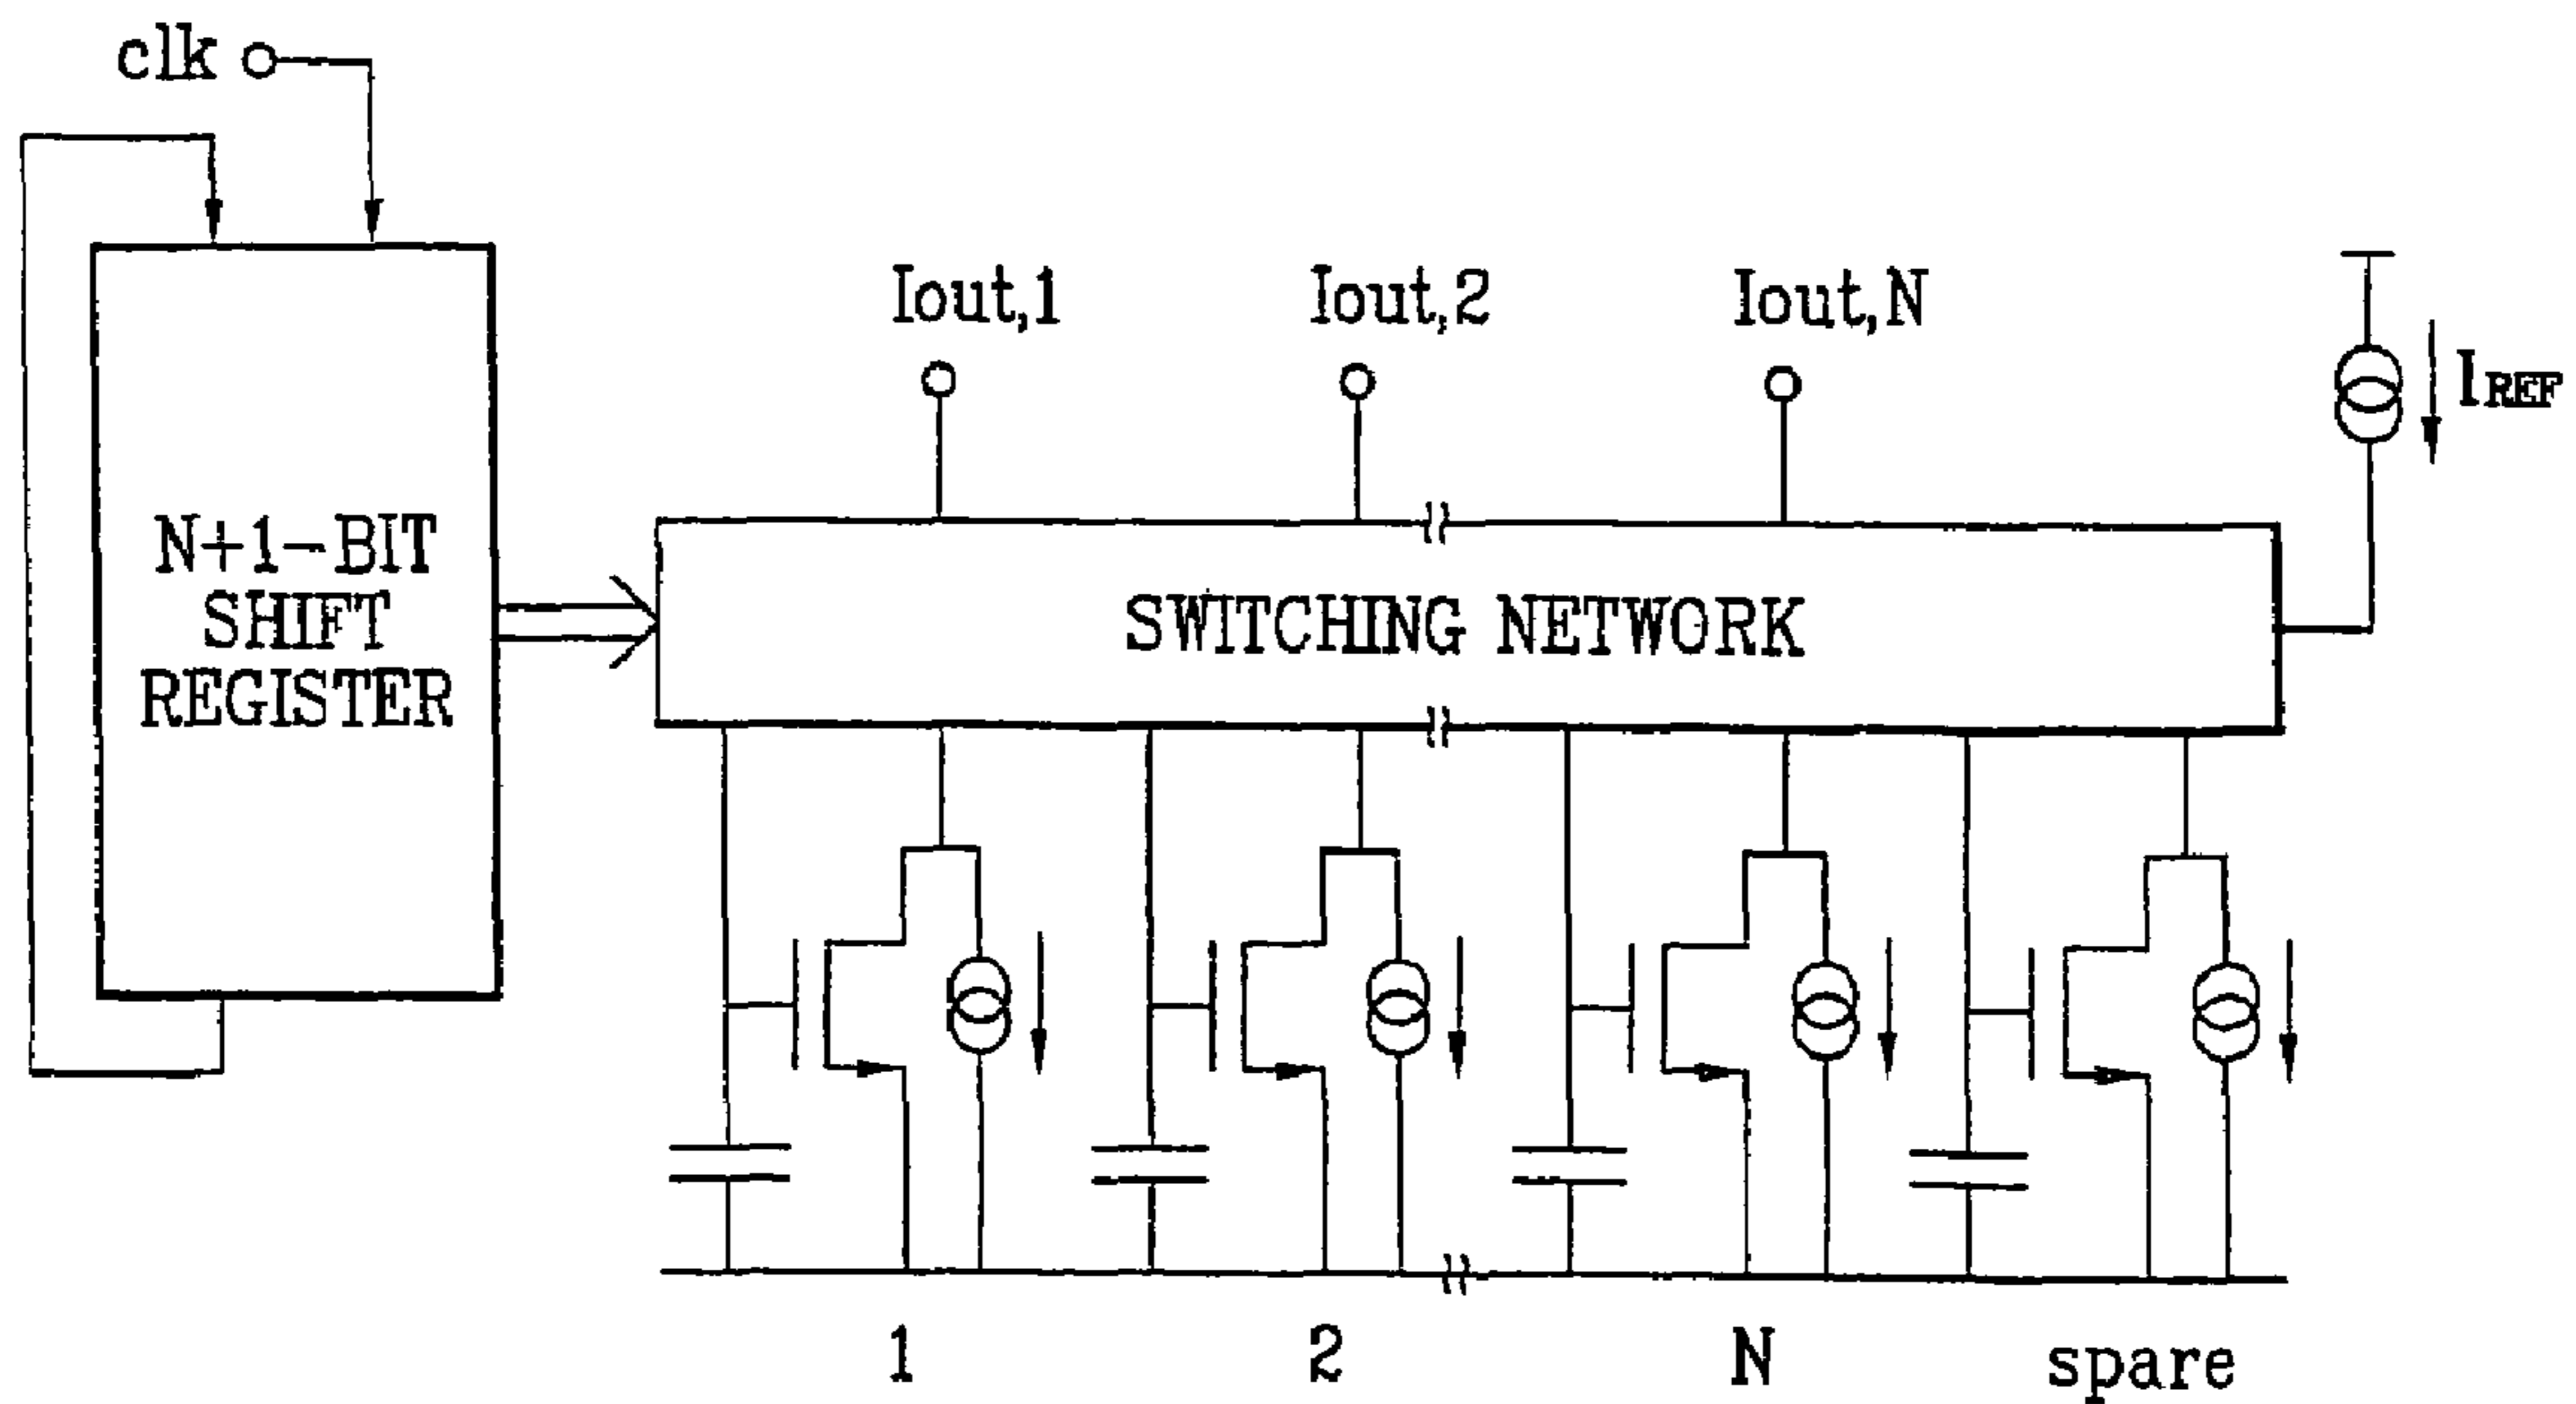 clk
Iout,1
Iout,2
Iout,N
IREF
N+1-BIT
SHIFT
REGISTER
SWITCHING NETWORK
1
2
N
spare